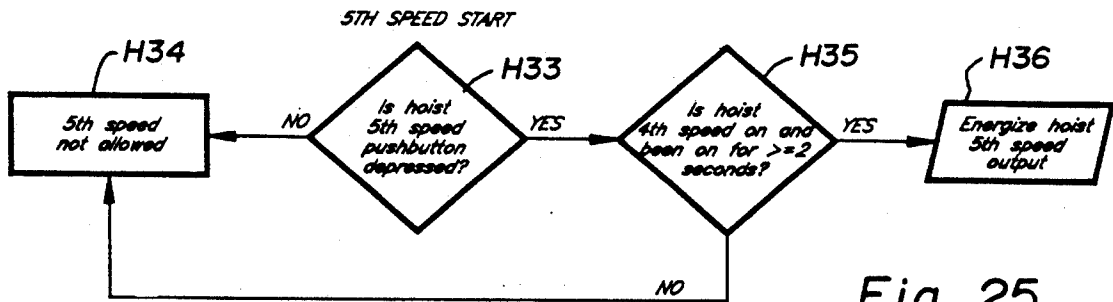 5TH SPEED START
H34
5th speed
not allowed
NO
H33
Is hoist
5th speed
pushbutton
depressed?
YES
H35
Is hoist
4th speed on and
been on for >=2
seconds?
YES
H36
Energize hoist
5th speed
output
NO
Fig. 25